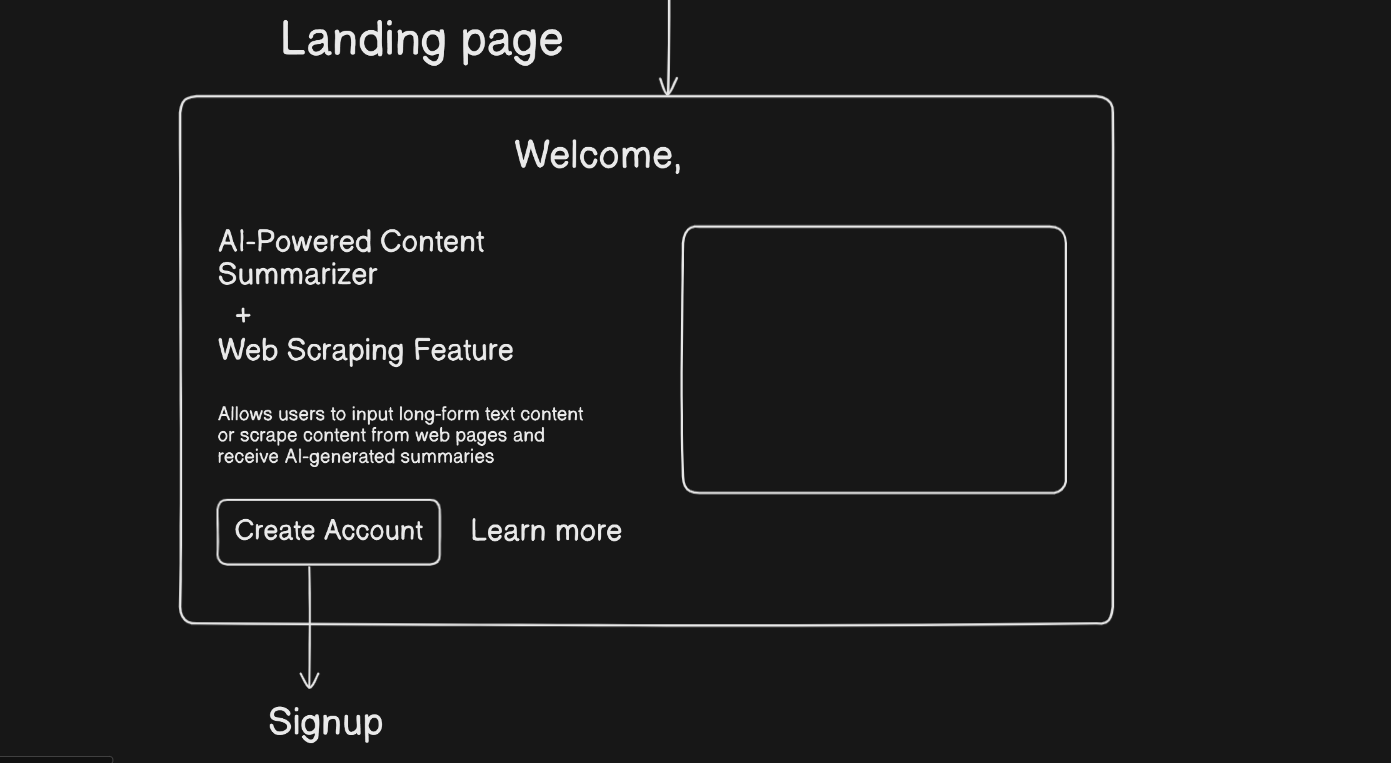 Landing page
Welcome,
AI-Powered Content
Summarizer
+
Web Scraping Feature
Allows users to input long-form text content
or scrape content from web pages and
receive AI-generated summaries
Create Account
Learn more
Signup